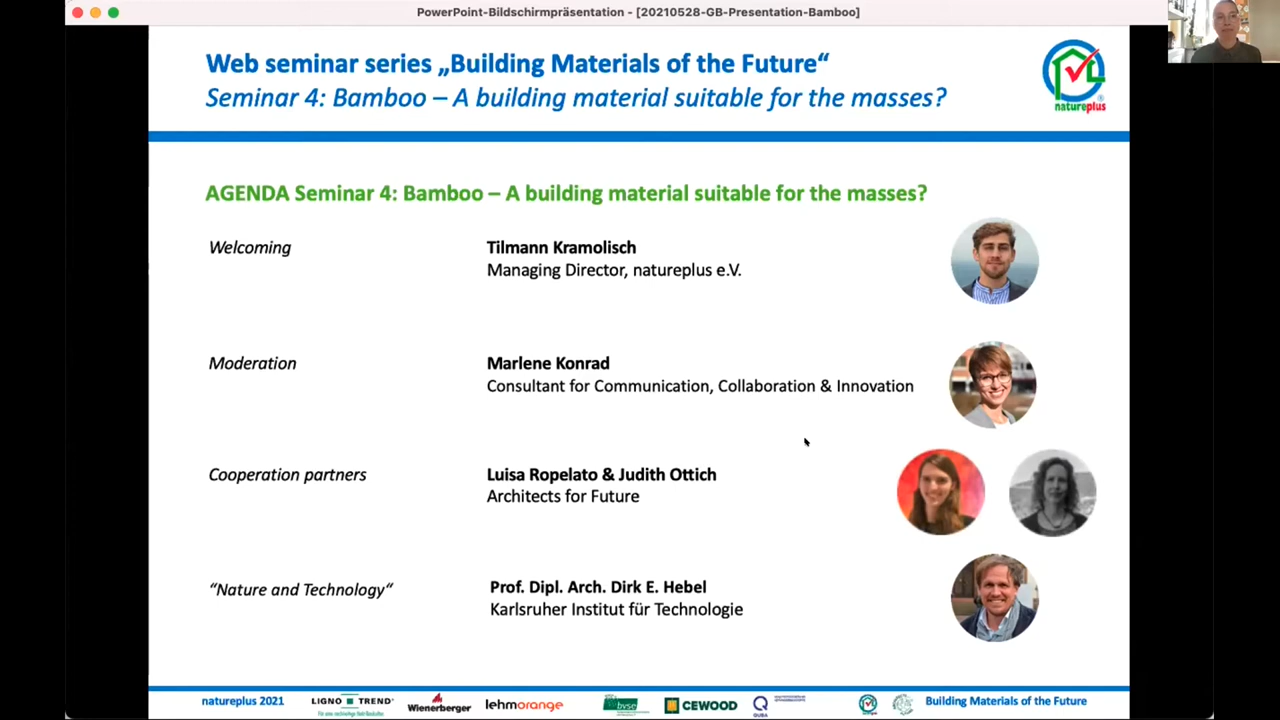 PowerPoint-Bildschirmpräsentation - [20210528-GB-Presentation-Bamboo]
Web seminar series „Building Materials of the Future“
Seminar 4: Bamboo – A building material suitable for the masses?
natureplus
AGENDA Seminar 4: Bamboo – A building material suitable for the masses?
Welcoming
Tilmann Kramolisch
Managing Director, natureplus e.V.
Moderation
Marlene Konrad
Consultant for Communication, Collaboration & Innovation
Cooperation partners
Luisa Ropelato & Judith Ottich
Architects for Future
“Nature and Technology“
Prof. Dipl. Arch. Dirk E. Hebel
Karlsruher Institut für Technologie
natureplus 2021
LIGNO TREND
Wienerberger
lehmorange
bvse
CEWOOD
QUBA
Building Materials of the Future